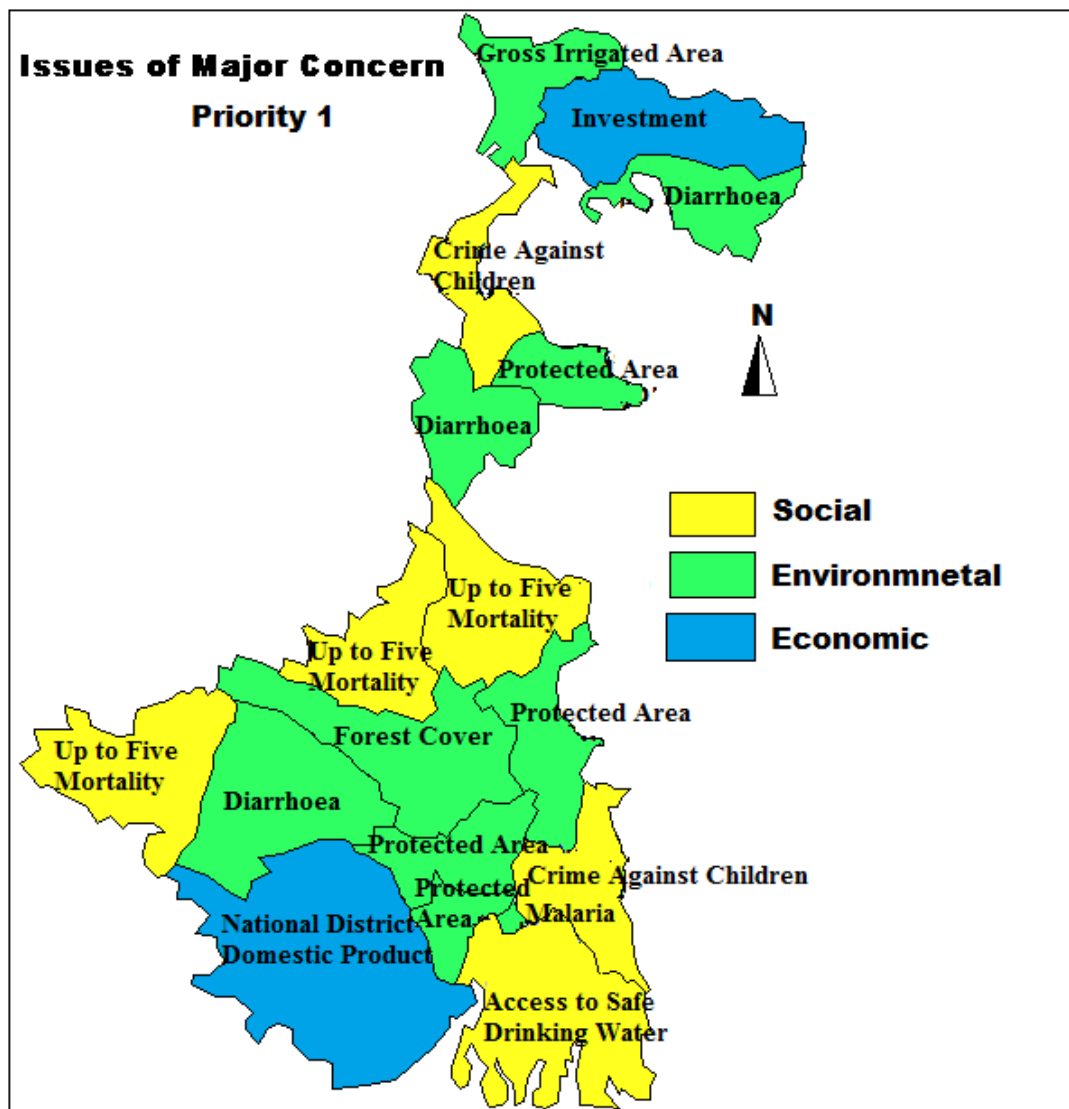 Issues of Major Concern
Priority 1
Gross Irrigated Area
Investment
Diarrhoea
Crime Against
Children
N
Protected Area
Diarrhoea
Social
Environmnetal
Economic
Up to Five
Mortality
Up to Five
Mortality
Protected Area
Forest Cover
Up to Five
Mortality
Diarrhoea
Protected Area
Crime Against Children
Protected
Area
Malaria
National District
Domestic Product
Access to Safe
Drinking Water